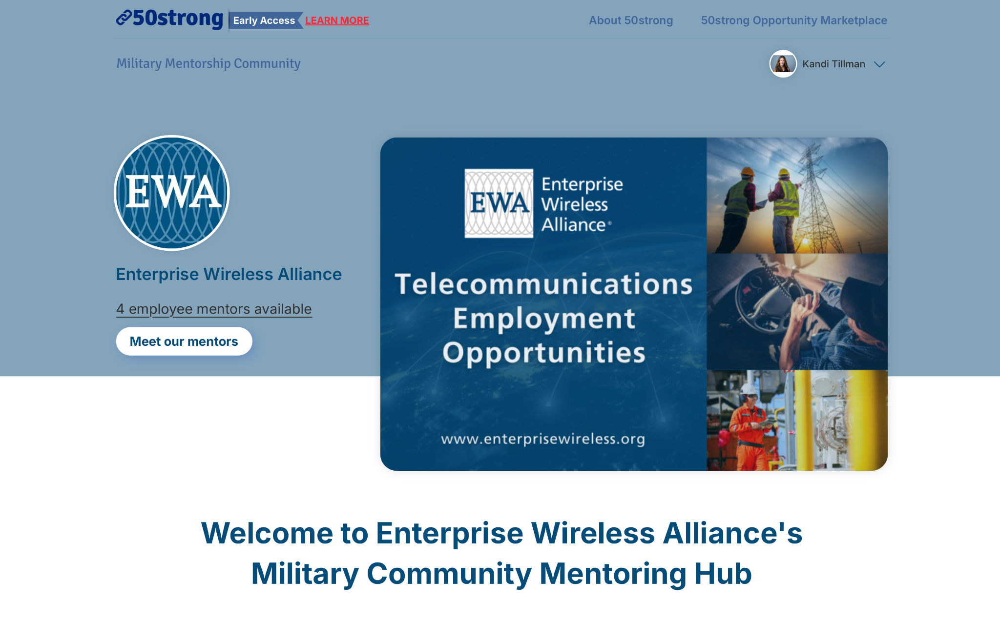 50strong
Early Access
LEARN MORE
About 50strong
50strong Opportunity Marketplace
Military Mentorship Community
Kandi Tillman
EWA
Enterprise Wireless Alliance
4 employee mentors available
Meet our mentors
EWA
Enterprise
Wireless
Alliance®
Telecommunications
Employment
Opportunities
www.enterprisewireless.org
Welcome to Enterprise Wireless Alliance's
Military Community Mentoring Hub